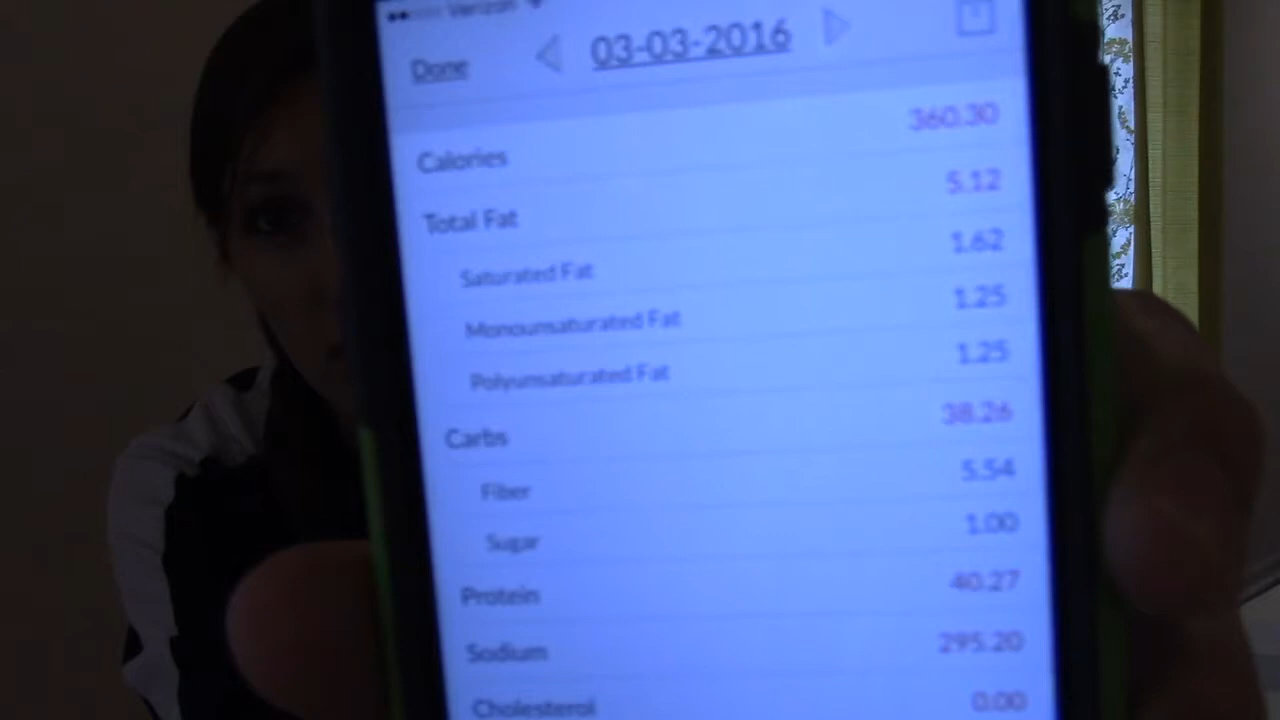 Verizon
Done 03-03-2016
Calories 360.30
Total Fat 5.12
Saturated Fat 1.62
Monounsaturated Fat 1.25
Polyunsaturated Fat 1.25
Carbs 38.26
Fiber 5.54
Sugar 1.00
Protein 40.27
Sodium 295.20
Cholesterol 0.00